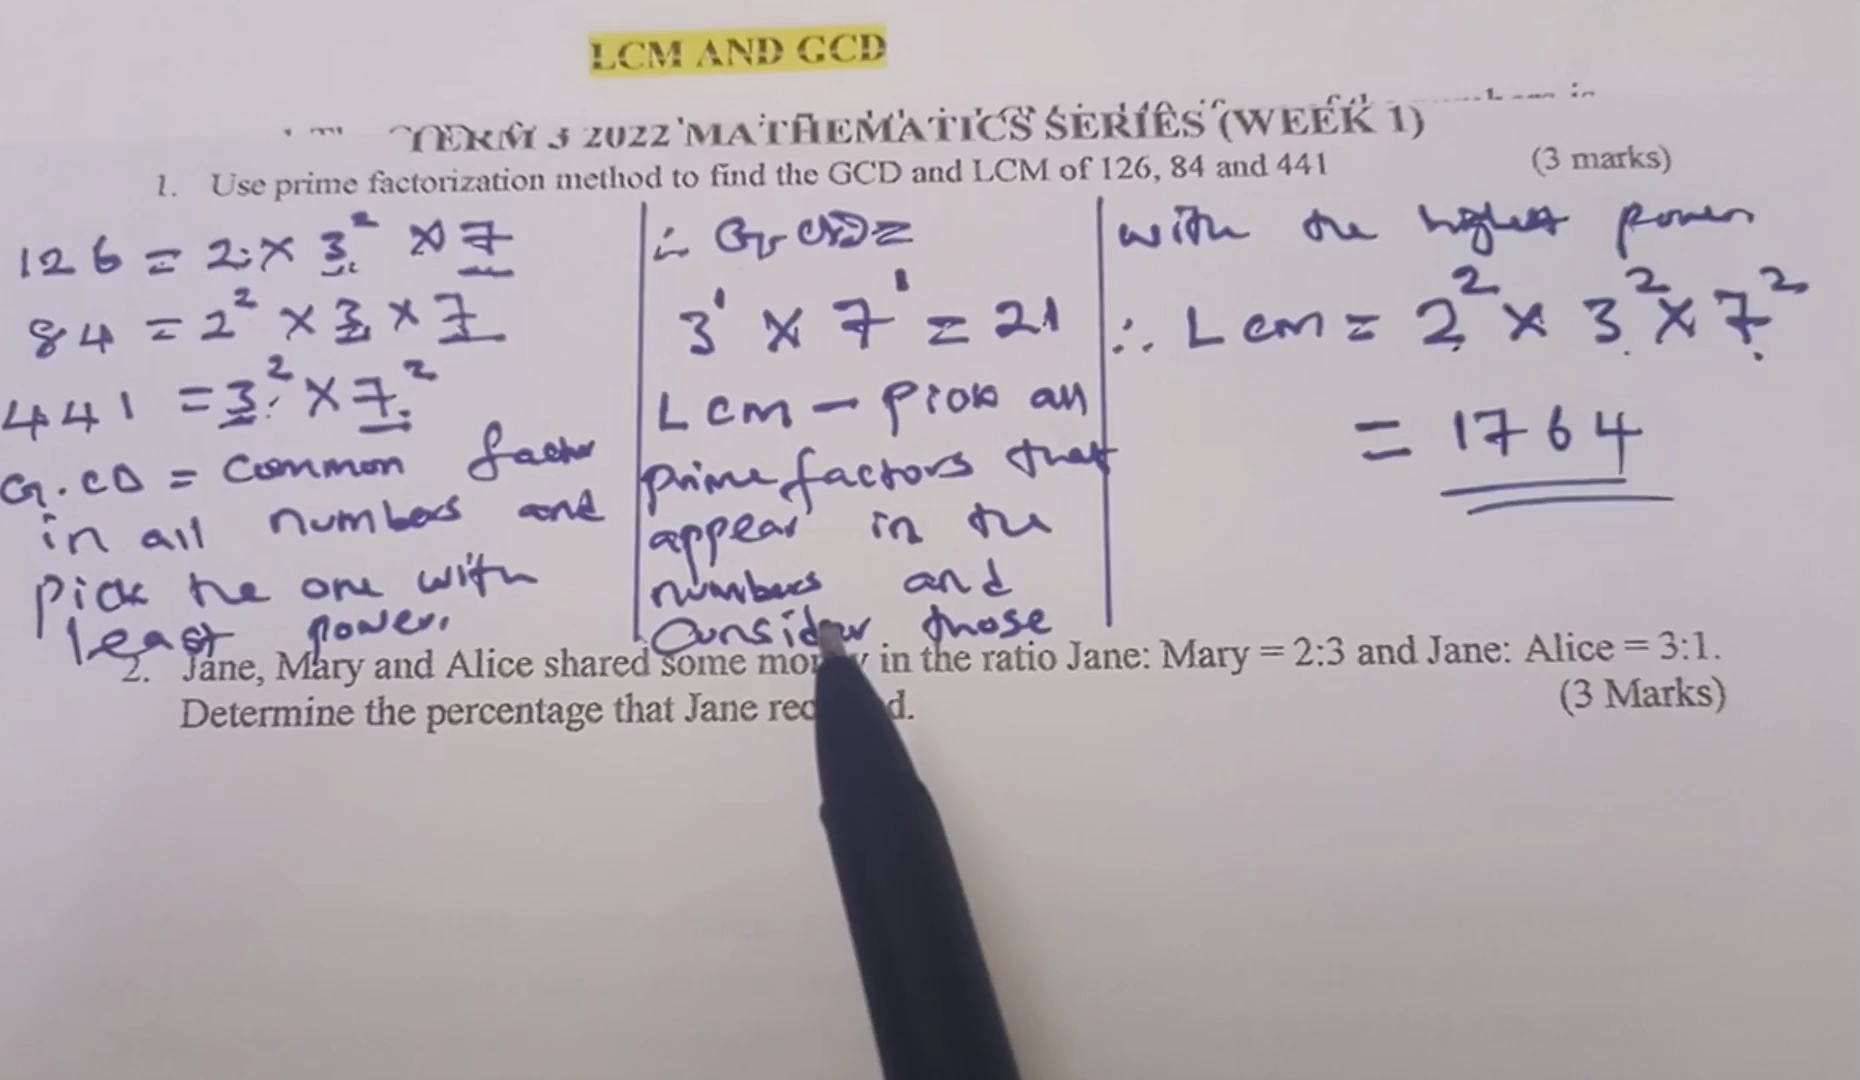 LCM AND GCD
TERM 3 2022 MATHEMATICS SERIES (WEEK 1)
1. Use prime factorization method to find the GCD and LCM of 126, 84 and 441 (3 marks)
126 = 2 × 3² × 7
84 = 2² × 3 × 7
441 = 3² × 7²
G.CD = Common factor
in all numbers and
Pick the one with
least power.
∴ GCD =
3¹ × 7¹ = 21
Lcm – Pick all
prime factors that
appear in the
numbers and
Consider those
with the highest power
∴ Lcm = 2² × 3² × 7²
= 1764
2. Jane, Mary and Alice shared some money in the ratio Jane: Mary = 2:3 and Jane: Alice = 3:1.
Determine the percentage that Jane (3 Marks)